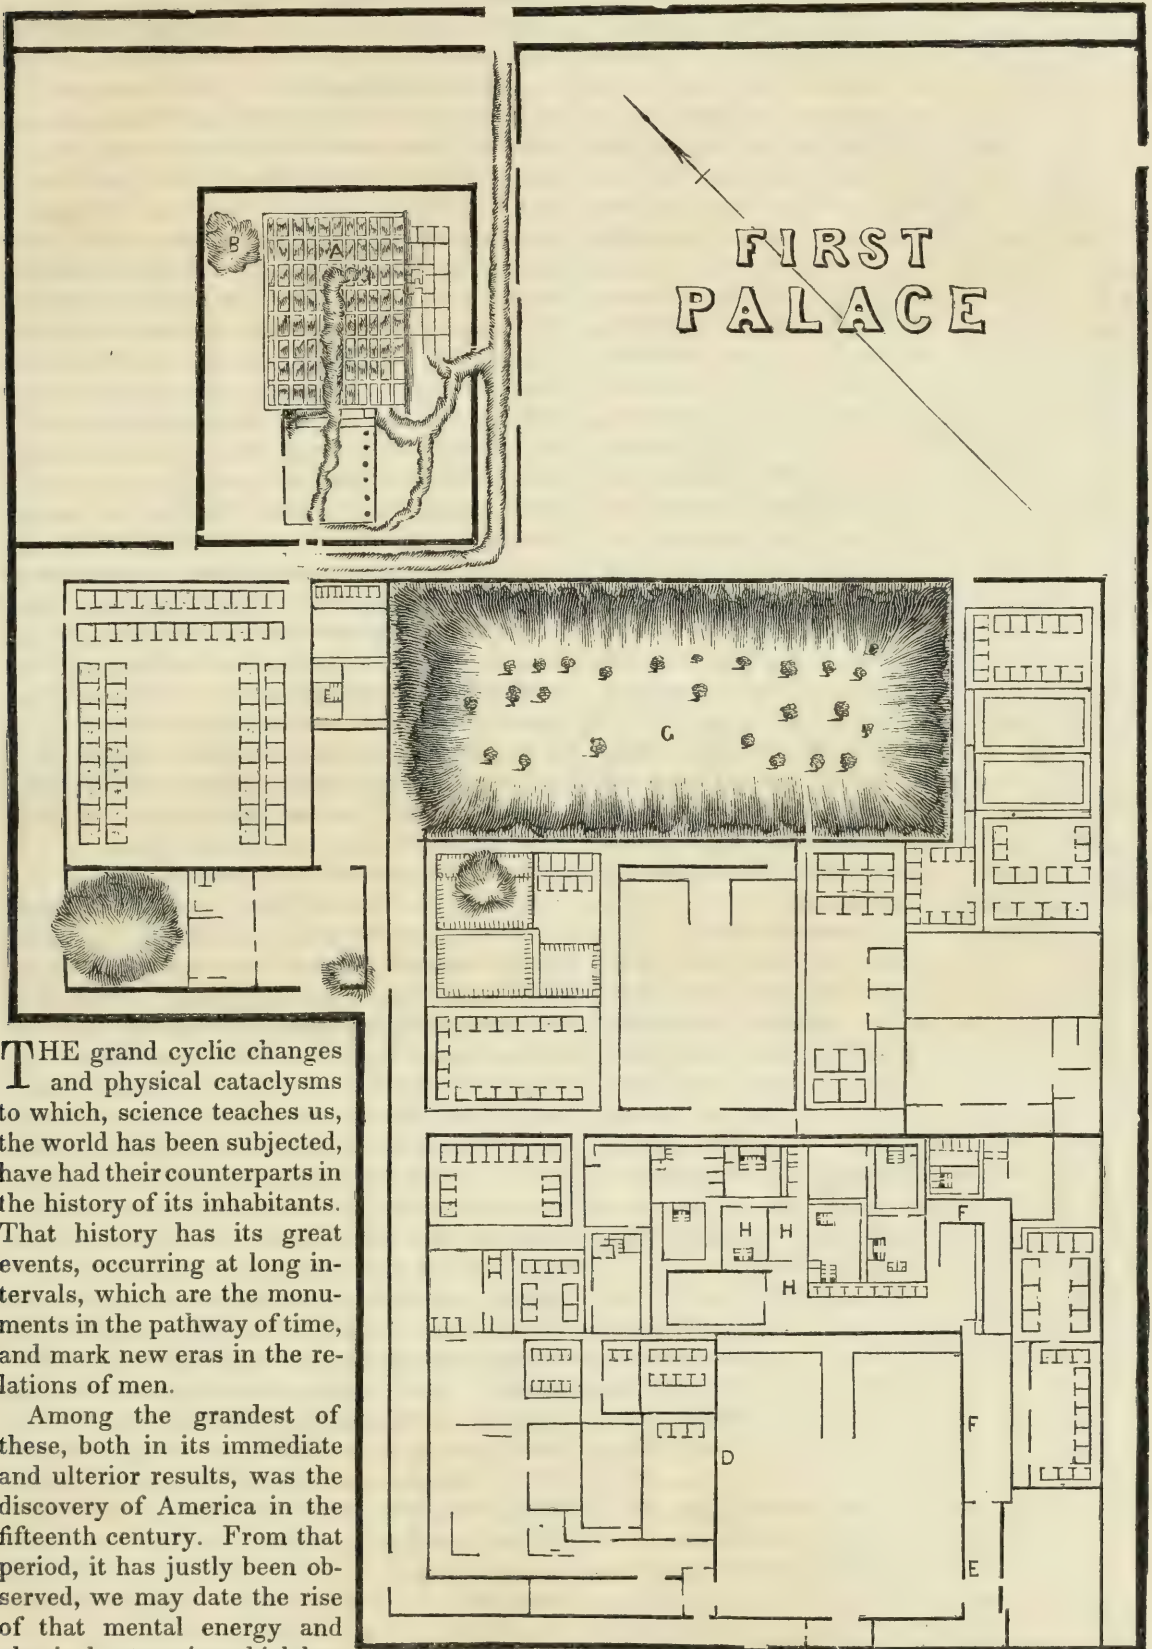 FIRST
PALACE
B
A
G
H
H
H
F
F
D
E
THE grand cyclic changes
and physical cataclysms
to which, science teaches us,
the world has been subjected,
have had their counterparts in
the history of its inhabitants.
That history has its great
events, occurring at long in-
tervals, which are the monu-
ments in the pathway of time,
and mark new eras in the re-
lations of men.
Among the grandest of
these, both in its immediate
and ulterior results, was the
discovery of America in the
fifteenth century. From that
period, it has justly been ob-
served, we may date the rise
of that mental energy and